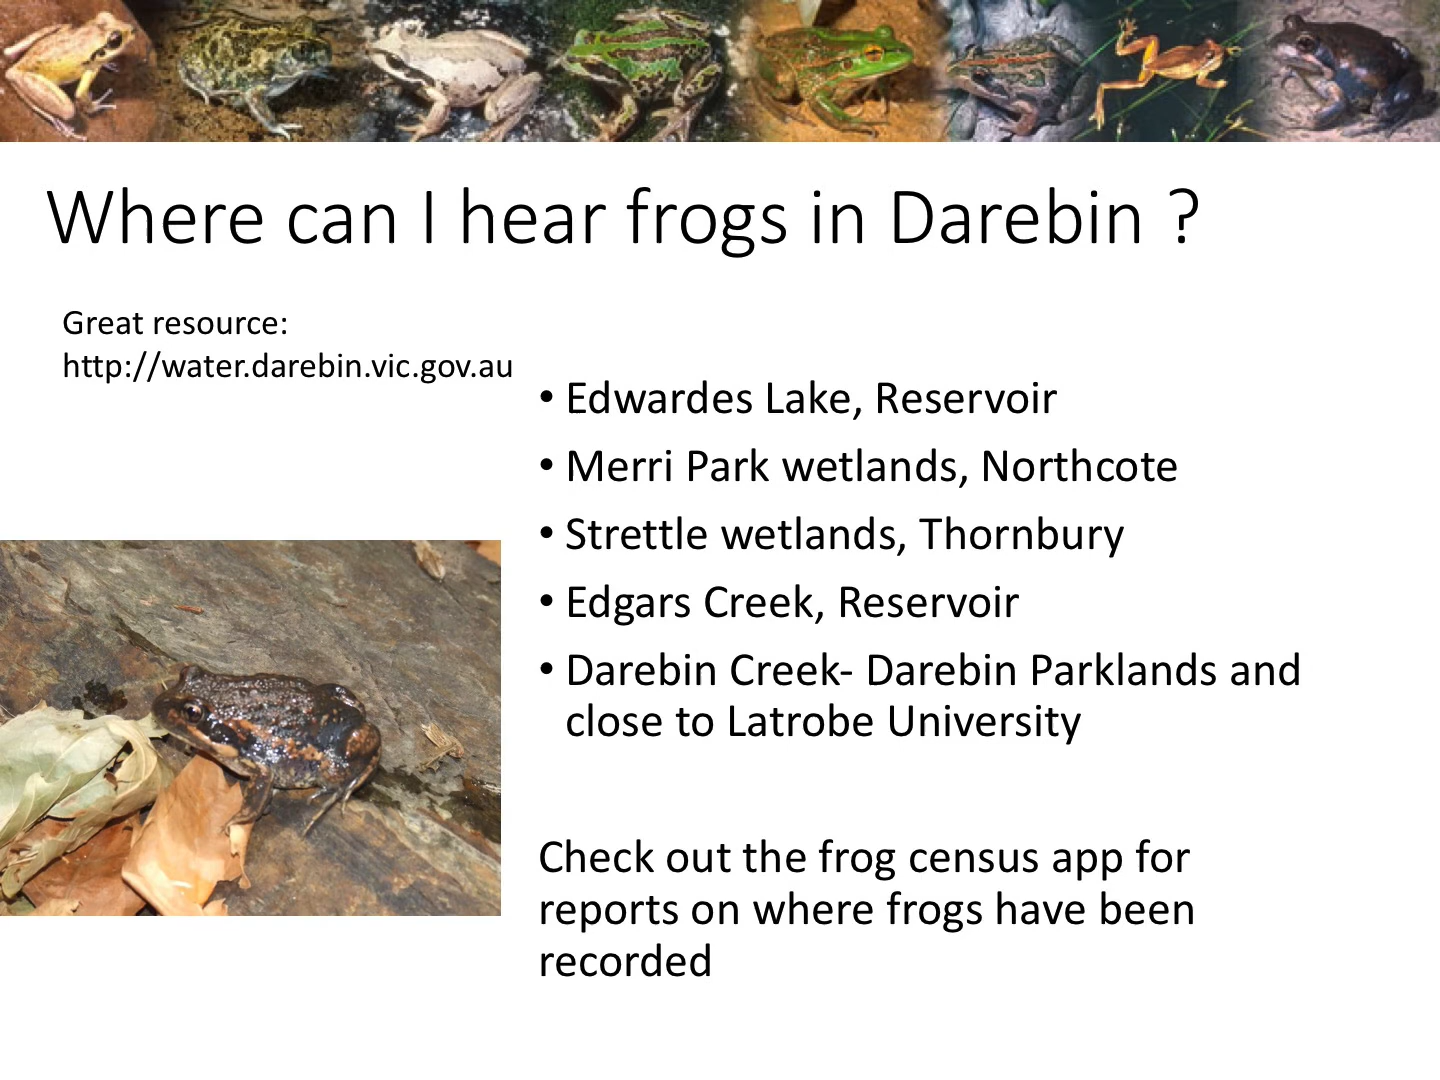 Where can I hear frogs in Darebin ?
Great resource:
http://water.darebin.vic.gov.au
• Edwardes Lake, Reservoir
• Merri Park wetlands, Northcote
• Strettle wetlands, Thornbury
• Edgars Creek, Reservoir
• Darebin Creek- Darebin Parklands and
close to Latrobe University
Check out the frog census app for
reports on where frogs have been
recorded